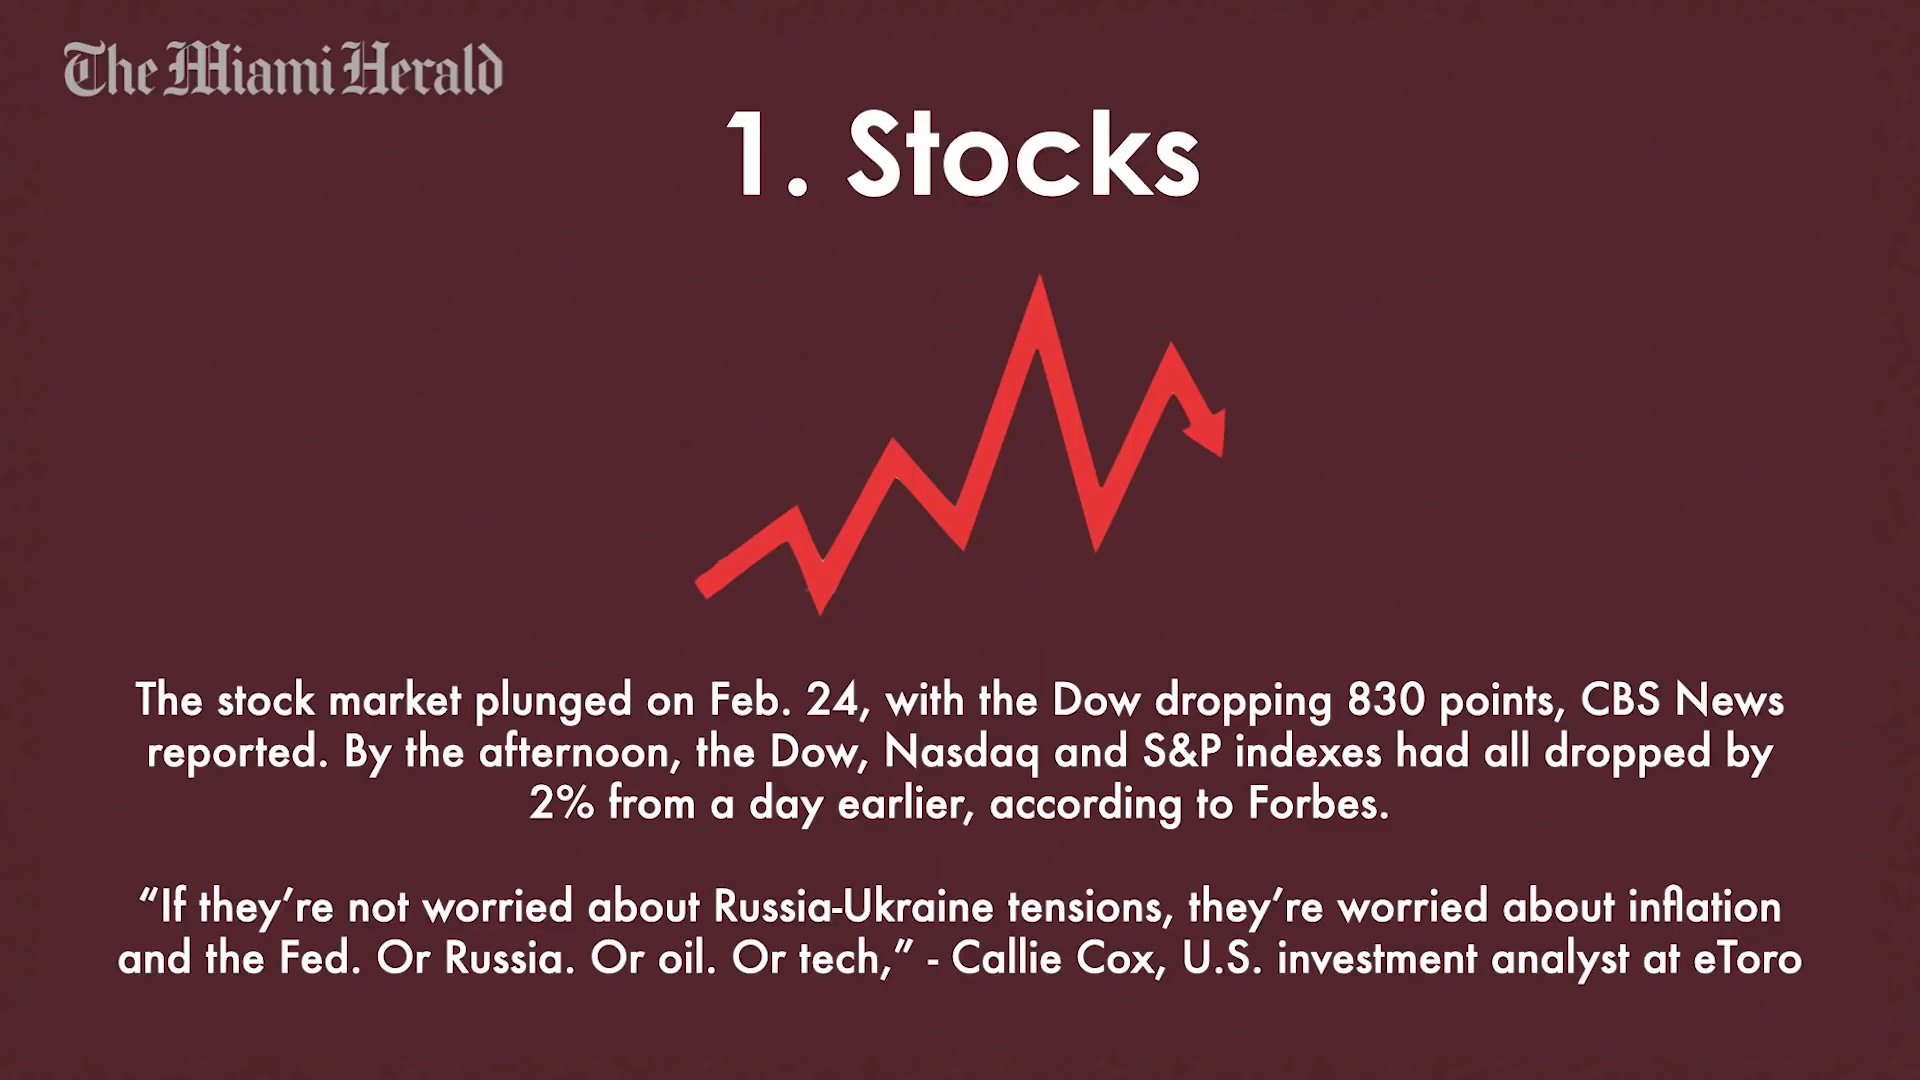 The Miami Herald
1. Stocks
The stock market plunged on Feb. 24, with the Dow dropping 830 points, CBS News
reported. By the afternoon, the Dow, Nasdaq and S&P indexes had all dropped by
2% from a day earlier, according to Forbes.
“If they’re not worried about Russia-Ukraine tensions, they’re worried about inflation
and the Fed. Or Russia. Or oil. Or tech,” - Callie Cox, U.S. investment analyst at eToro